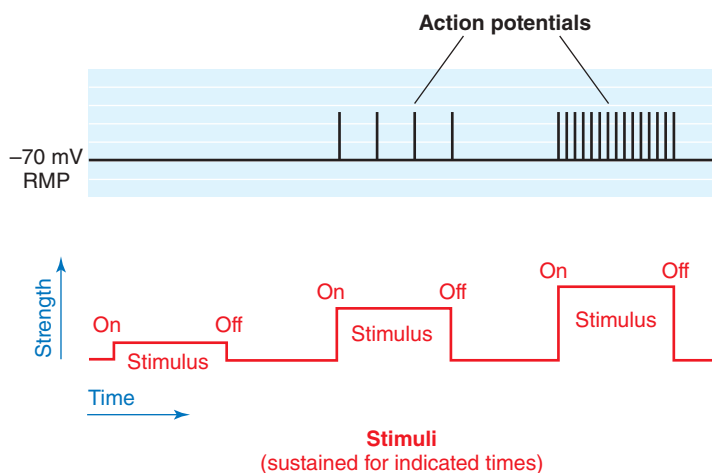 Action potentials
–70 mV
RMP
On
Off
On
Off
On
Off
Stimulus
Stimulus
Stimulus
Strength
Time
Stimuli
(sustained for indicated times)